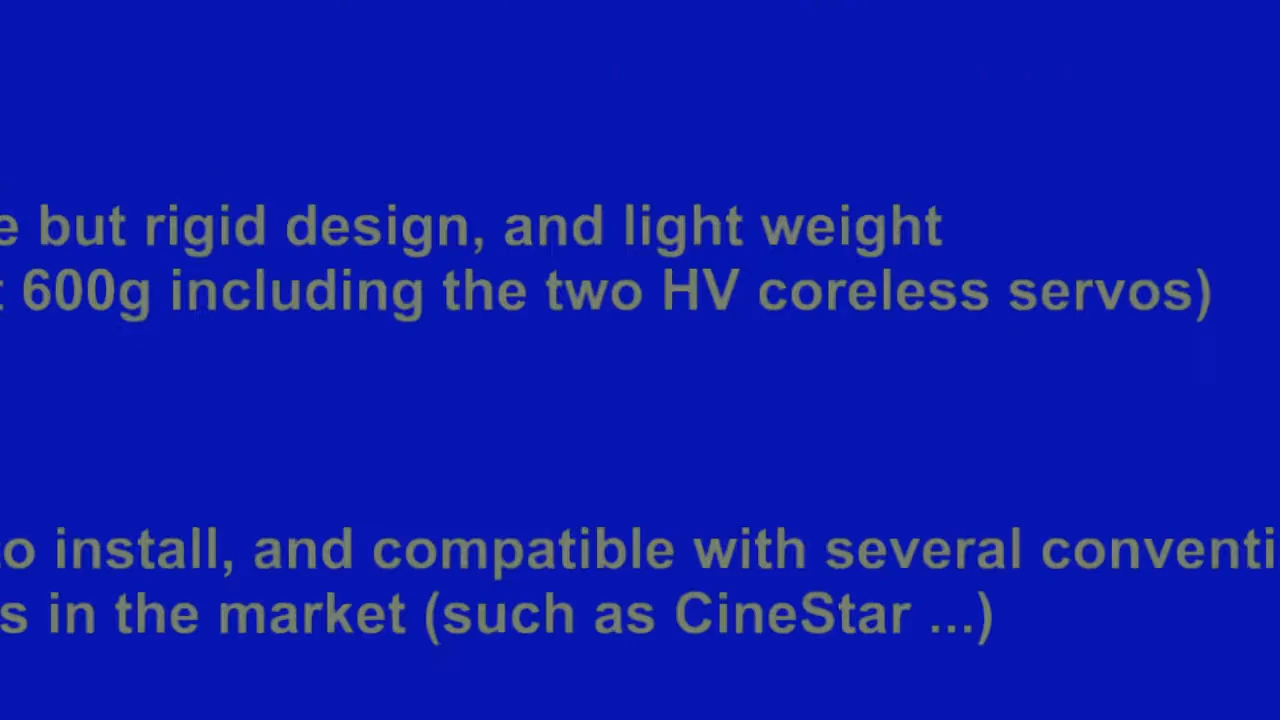 e but rigid design, and light weight
600g including the two HV coreless servos)
to install, and compatible with several conventi
s in the market (such as CineStar ...)